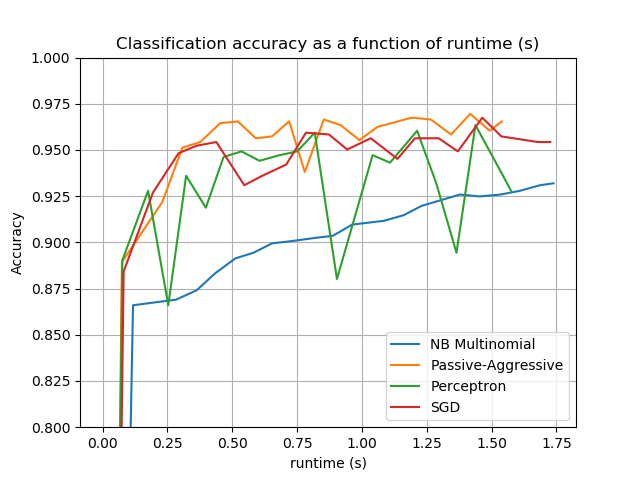 Classification accuracy as a function of runtime (s)
1.000
0.975
0.950
0.925
0.900
0.875
0.850
0.825
0.800
Accuracy
NB Multinomial
Passive-Aggressive
Perceptron
SGD
0.00 0.25 0.50 0.75 1.00 1.25 1.50 1.75
runtime (s)